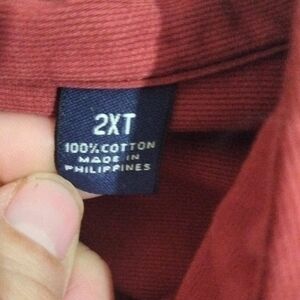 2XT
100% COTTON
MADE IN
PHILIPPINES